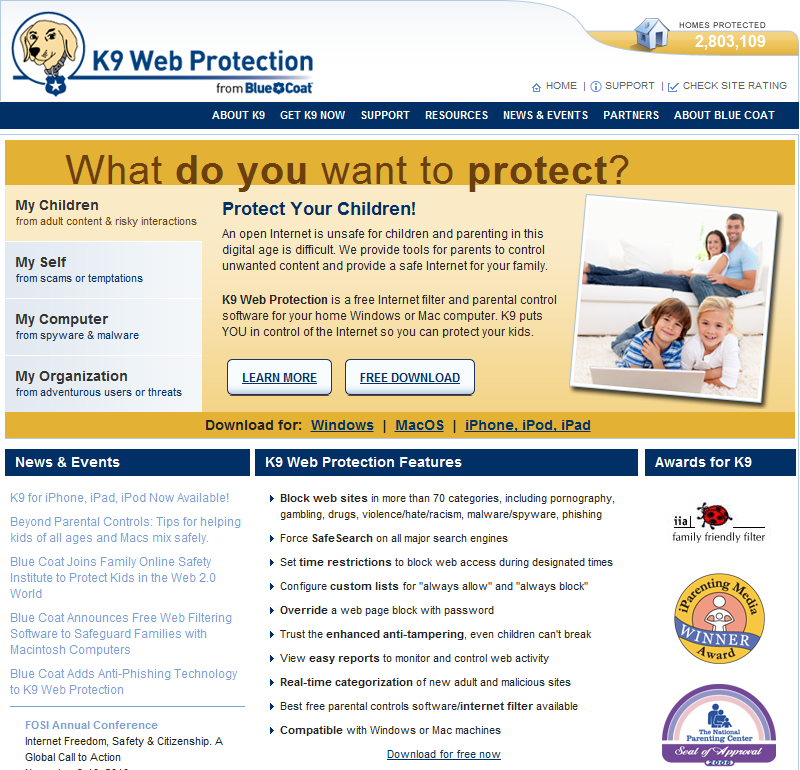 K9 Web Protection
from Blue Coat
HOMES PROTECTED
2,803,109
HOME | SUPPORT | CHECK SITE RATING
ABOUT K9 GET K9 NOW SUPPORT RESOURCES NEWS & EVENTS PARTNERS ABOUT BLUE COAT
What do you want to protect?
My Children
from adult content & risky interactions
My Self
from scams or temptations
My Computer
from spyware & malware
My Organization
from adventurous users or threats
Protect Your Children!
An open Internet is unsafe for children and parenting in this
digital age is difficult. We provide tools for parents to control
unwanted content and provide a safe Internet for your family.
K9 Web Protection is a free Internet filter and parental control
software for your home Windows or Mac computer. K9 puts
YOU in control of the Internet so you can protect your kids.
LEARN MORE FREE DOWNLOAD
Download for: Windows | MacOS | iPhone, iPod, iPad
News & Events
K9 for iPhone, iPad, iPod Now Available!
Beyond Parental Controls: Tips for helping
kids of all ages and Macs mix safely.
Blue Coat Joins Family Online Safety
Institute to Protect Kids in the Web 2.0
World
Blue Coat Announces Free Web Filtering
Software to Safeguard Families with
Macintosh Computers
Blue Coat Adds Anti-Phishing Technology
to K9 Web Protection
FOSI Annual Conference
Internet Freedom, Safety & Citizenship. A
Global Call to Action
K9 Web Protection Features
Block web sites in more than 70 categories, including pornography,
gambling, drugs, violence/hate/racism, malware/spyware, phishing
Force SafeSearch on all major search engines
Set time restrictions to block web access during designated times
Configure custom lists for "always allow" and "always block"
Override a web page block with password
Trust the enhanced anti-tampering, even children can't break
View easy reports to monitor and control web activity
Real-time categorization of new adult and malicious sites
Best free parental controls software/internet filter available
Compatible with Windows or Mac machines
Download for free now
Awards for K9
iia
family friendly filter
iParenting Media
WINNER
Award
The National
Parenting Center
Seal of Approval
2008